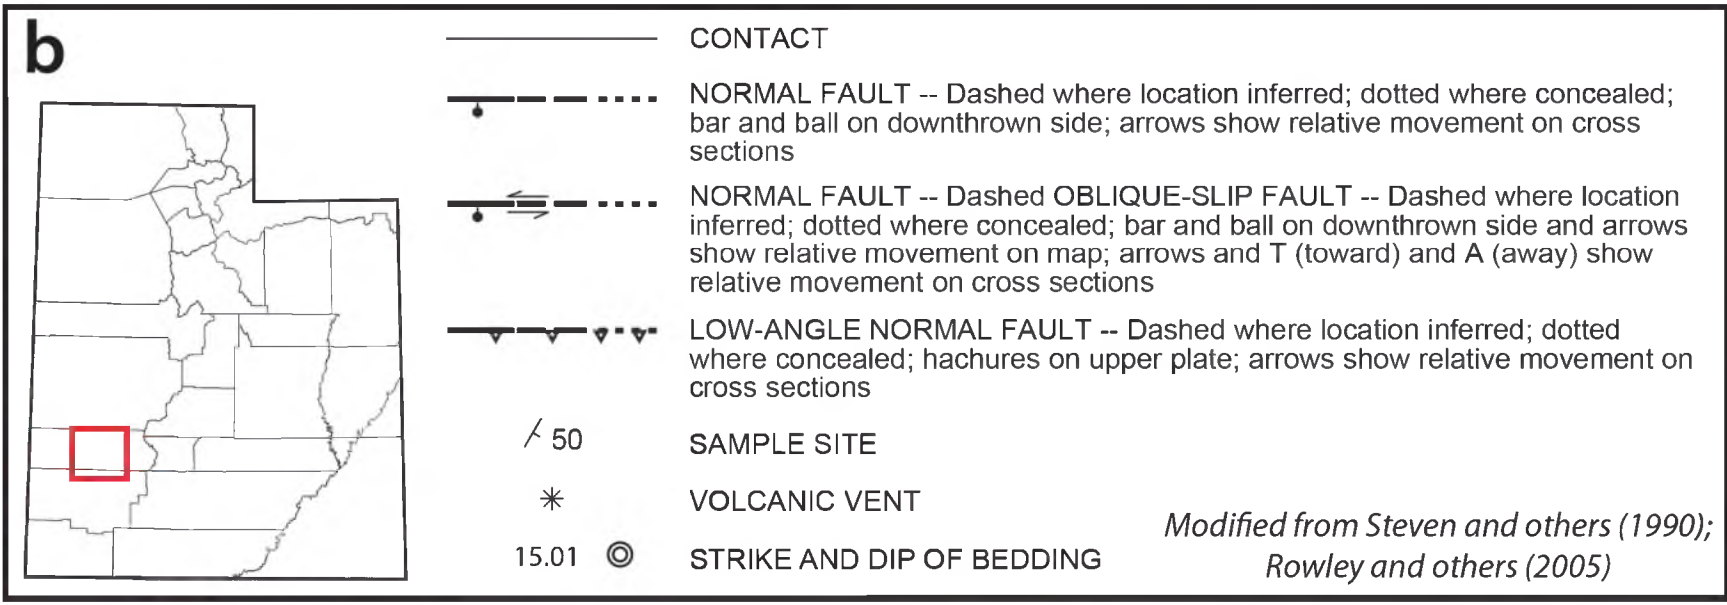 b
CONTACT
NORMAL FAULT -- Dashed where location inferred; dotted where concealed;
bar and ball on downthrown side; arrows show relative movement on cross
sections
NORMAL FAULT -- Dashed OBLIQUE-SLIP FAULT -- Dashed where location
inferred; dotted where concealed; bar and ball on downthrown side and arrows
show relative movement on map; arrows and T (toward) and A (away) show
relative movement on cross sections
LOW-ANGLE NORMAL FAULT -- Dashed where location inferred; dotted
where concealed; hachures on upper plate; arrows show relative movement on
cross sections
50 SAMPLE SITE
VOLCANIC VENT
15.01 STRIKE AND DIP OF BEDDING
Modified from Steven and others (1990);
Rowley and others (2005)